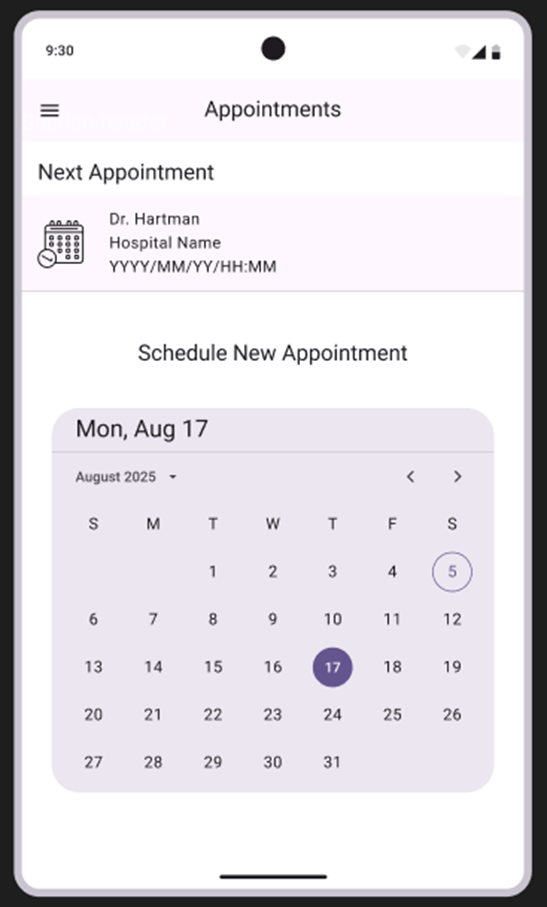 9:30
Appointments
Next Appointment
Dr. Hartman
Hospital Name
YYYY/MM/YY/HH:MM
Schedule New Appointment
Mon, Aug 17
August 2025
S M T W T F S
1 2 3 4 5
6 7 8 9 10 11 12
13 14 15 16 17 18 19
20 21 22 23 24 25 26
27 28 29 30 31